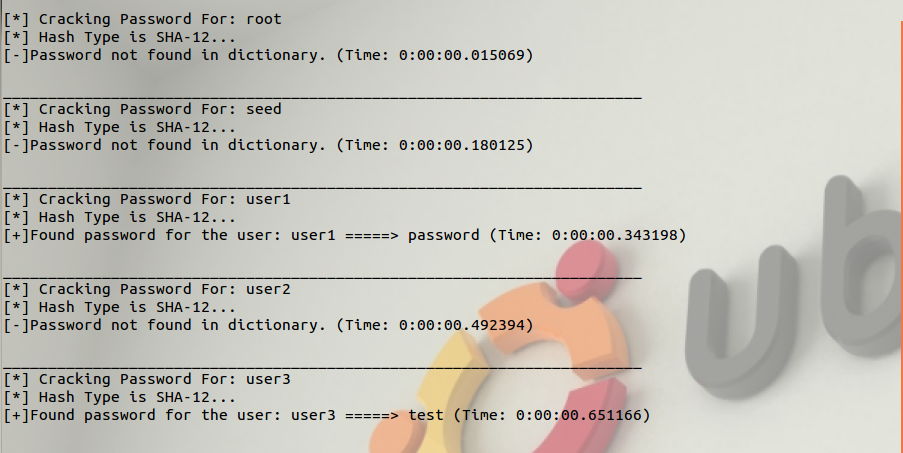 [*] Cracking Password For: root
[*] Hash Type is SHA-12...
[-]Password not found in dictionary. (Time: 0:00:00.015069)
_______________________________________________________________________
[*] Cracking Password For: seed
[*] Hash Type is SHA-12...
[-]Password not found in dictionary. (Time: 0:00:00.180125)
_______________________________________________________________________
[*] Cracking Password For: user1
[*] Hash Type is SHA-12...
[+]Found password for the user: user1 =====> password (Time: 0:00:00.343198)
_______________________________________________________________________
[*] Cracking Password For: user2
[*] Hash Type is SHA-12...
[-]Password not found in dictionary. (Time: 0:00:00.492394)
_______________________________________________________________________
[*] Cracking Password For: user3
[*] Hash Type is SHA-12...
[+]Found password for the user: user3 =====> test (Time: 0:00:00.651166)
ub